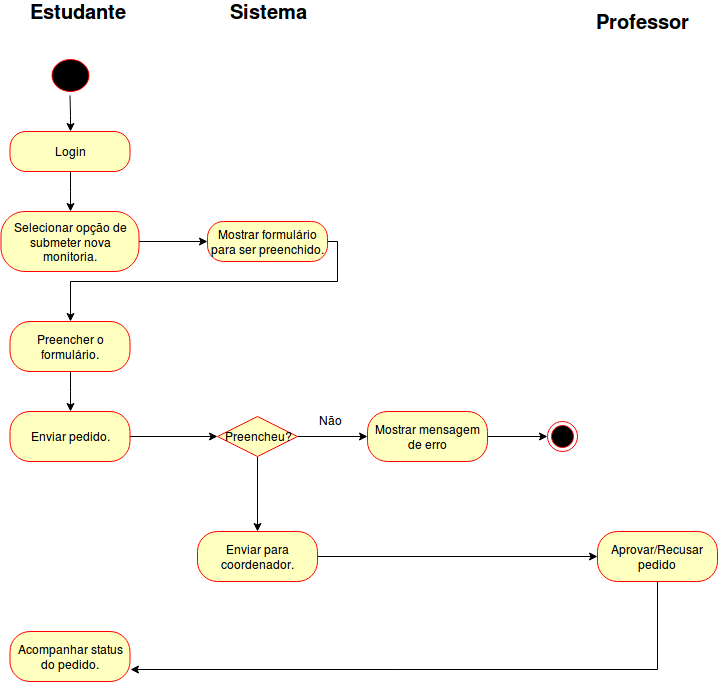 Estudante
Sistema
Professor
Login
Selecionar opção de
submeter nova
monitoria.
Mostrar formulário
para ser preenchido.
Preencher o
formulário.
Enviar pedido.
Preencheu?
Não
Mostrar mensagem
de erro
Enviar para
coordenador.
Aprovar/Recusar
pedido
Acompanhar status
do pedido.